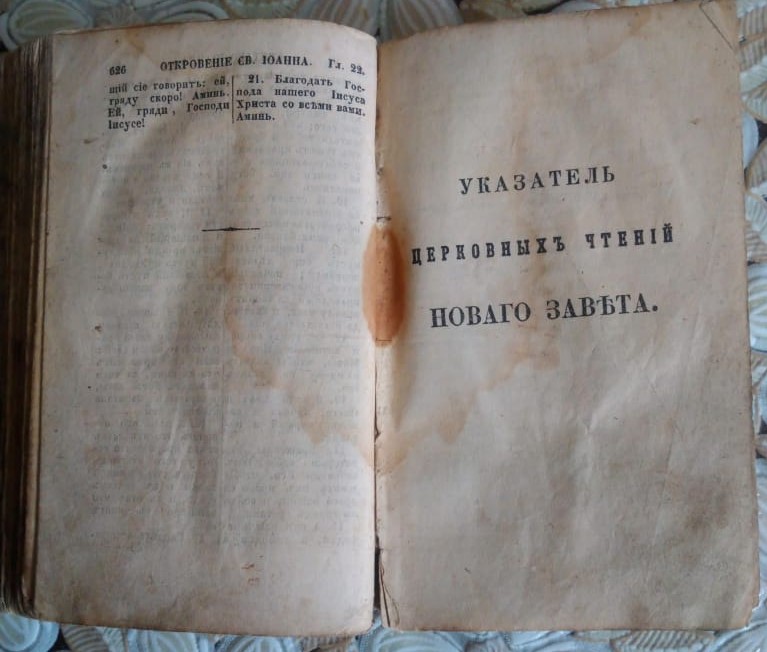 626 ОТКРОВЕНІЕ СВ. ІОАННА. Гл. 22.
щій сіе говоритъ: ей,
гряду скоро! Аминь.
Ей, гряди, Господи
Іисусе!
21. Благодать Гос-
пода нашего Іисуса
Христа со всѣми вами.
Аминь.
УКАЗАТЕЛЬ
ЦЕРКОВНЫХЪ ЧТЕНІЙ
НОВАГО ЗАВѢТА.